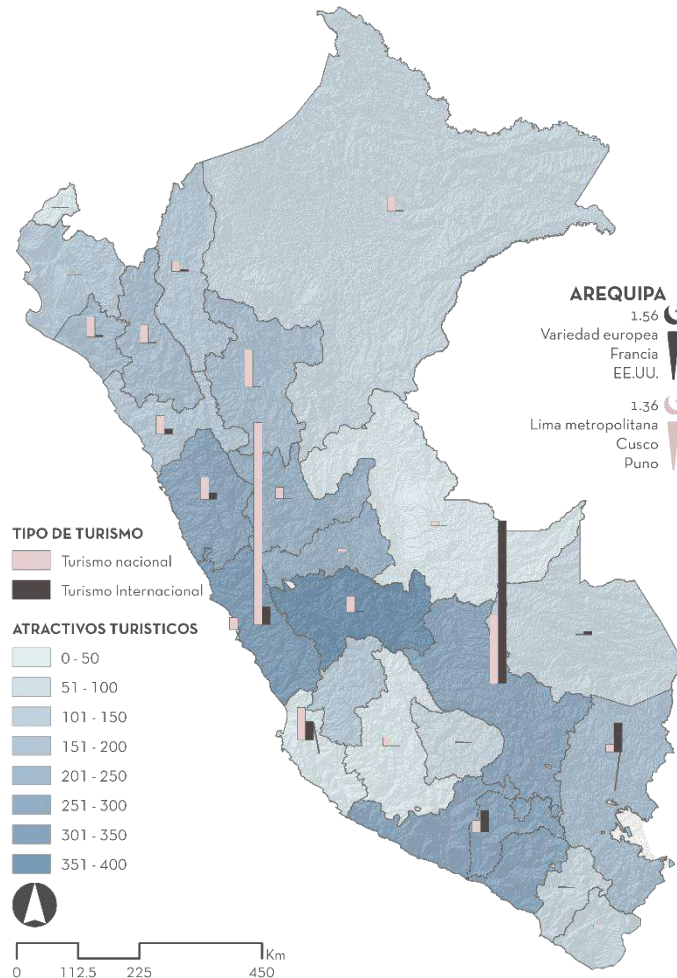 AREQUIPA
1.56
Variedad europea
Francia
EE.UU.
1.36
Lima metropolitana
Cusco
Puno
TIPO DE TURISMO
Turismo nacional
Turismo Internacional
ATRACTIVOS TURISTICOS
0 - 50
51 - 100
101 - 150
151 - 200
201 - 250
251 - 300
301 - 350
351 - 400
Km
0 112.5 225 450